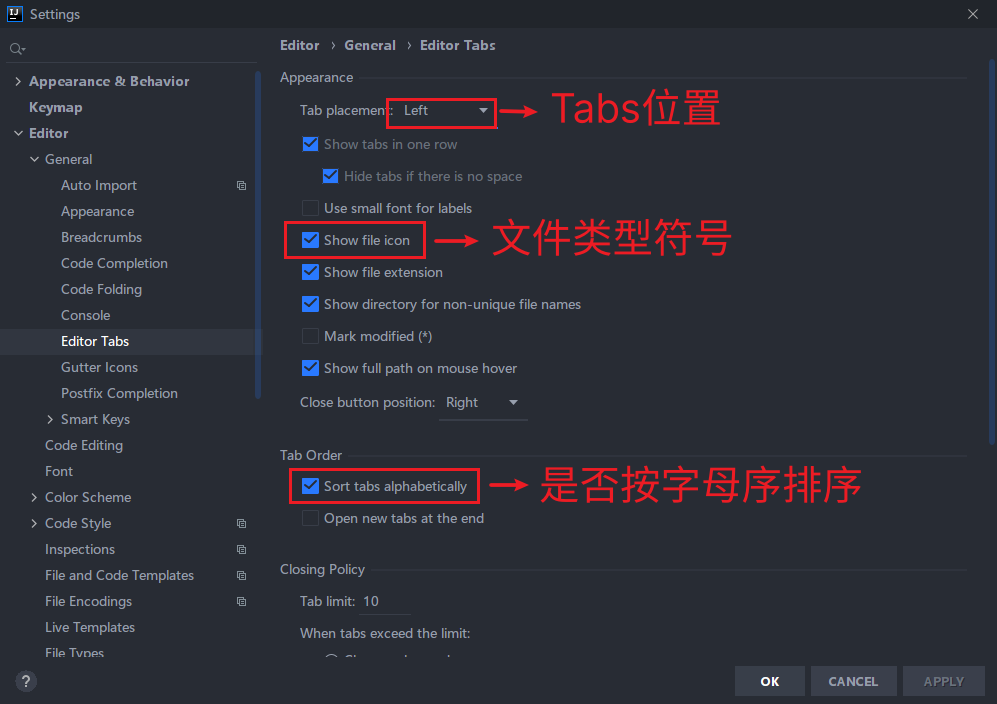 IJ Settings
Appearance & Behavior
Keymap
Editor
General
Auto Import
Appearance
Breadcrumbs
Code Completion
Code Folding
Console
Editor Tabs
Gutter Icons
Postfix Completion
Smart Keys
Code Editing
Font
Color Scheme
Code Style
Inspections
File and Code Templates
File Encodings
Live Templates
File Types
?
Editor › General › Editor Tabs
Appearance
Tab placement: Left Tabs位置
Show tabs in one row
Hide tabs if there is no space
Use small font for labels
Show file icon 文件类型符号
Show file extension
Show directory for non-unique file names
Mark modified (*)
Show full path on mouse hover
Close button position: Right
Tab Order
Sort tabs alphabetically 是否按字母序排序
Open new tabs at the end
Closing Policy
Tab limit: 10
When tabs exceed the limit:
OK CANCEL APPLY